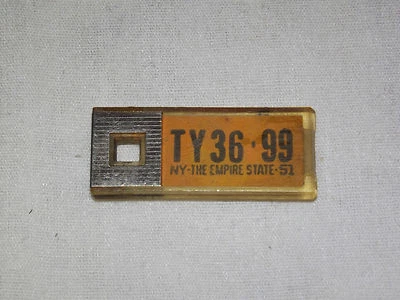 TY36·99
NY-THE EMPIRE STATE-51